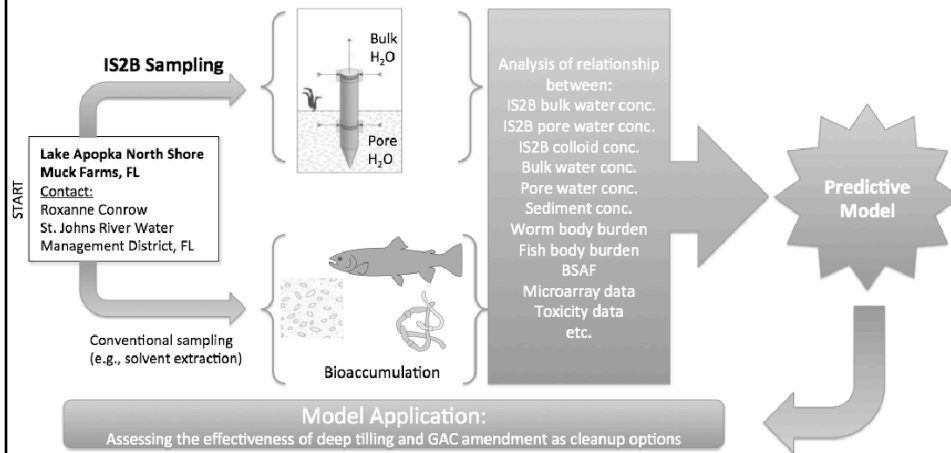 START
Lake Apopka North Shore
Muck Farms, FL
Contact:
Roxanne Conrow
St. Johns River Water
Management District, FL
IS2B Sampling
Bulk
H₂O
Pore
H₂O
Conventional sampling
(e.g., solvent extraction)
Bioaccumulation
Analysis of relationship
between:
IS2B bulk water conc.
IS2B pore water conc.
IS2B colloid conc.
Bulk water conc.
Pore water conc.
Sediment conc.
Worm body burden
Fish body burden
BSAF
Microarray data
Toxicity data
etc.
Predictive
Model
Model Application:
Assessing the effectiveness of deep tilling and GAC amendment as cleanup options